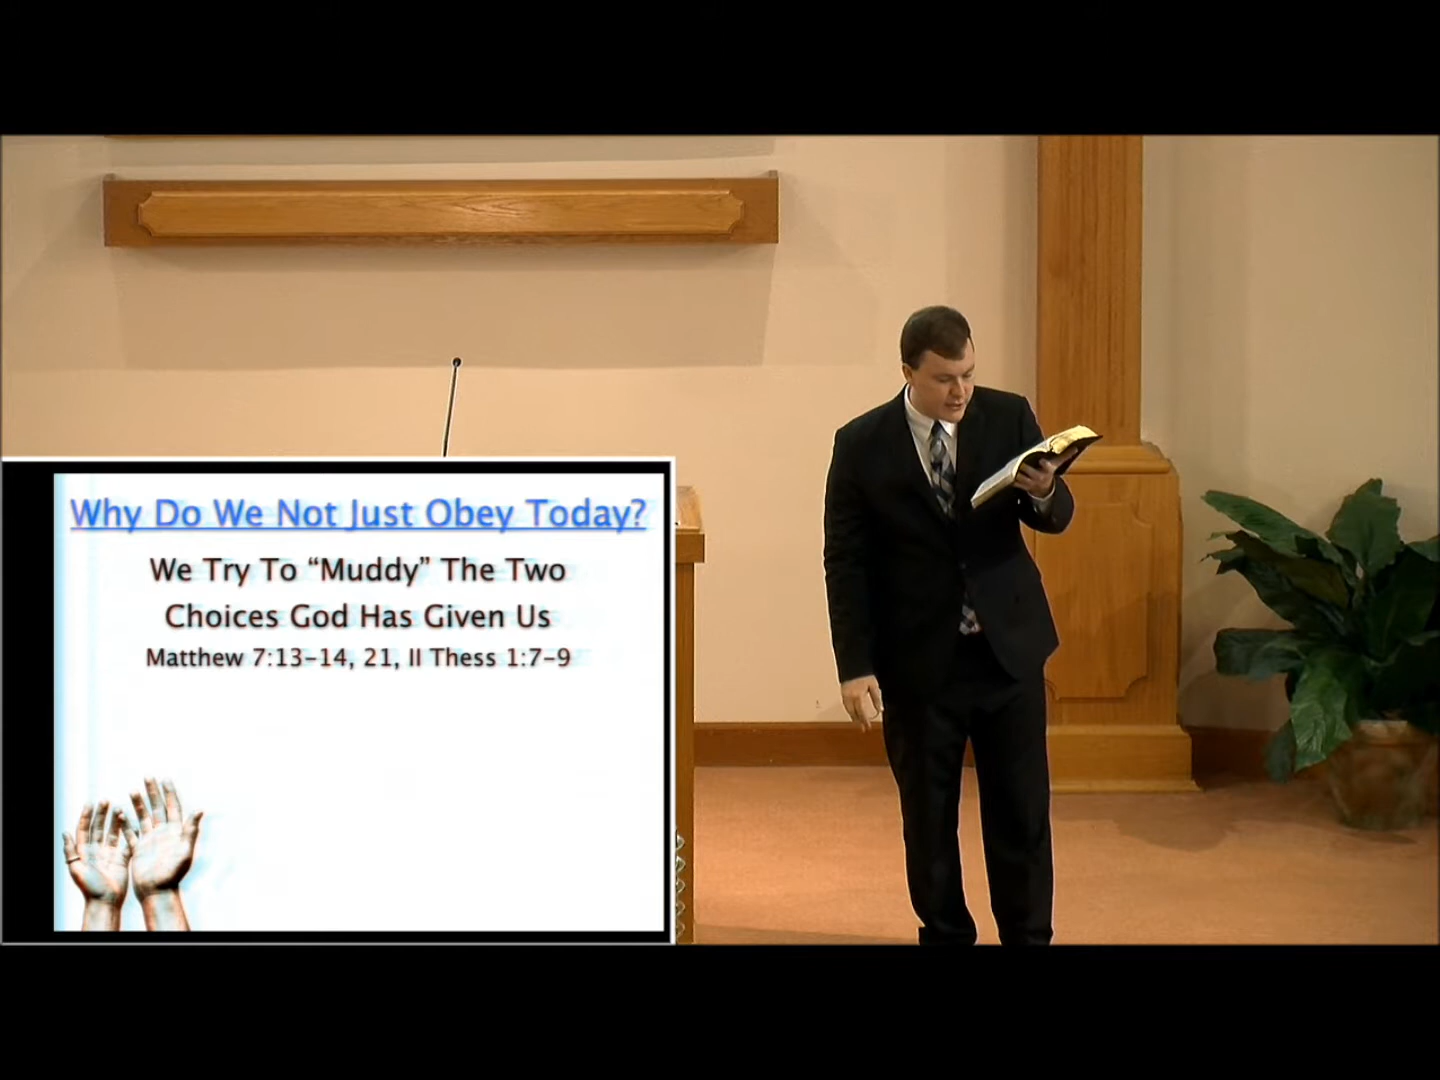 Why Do We Not Just Obey Today?
We Try To “Muddy” The Two
Choices God Has Given Us
Matthew 7:13-14, 21, II Thess 1:7-9